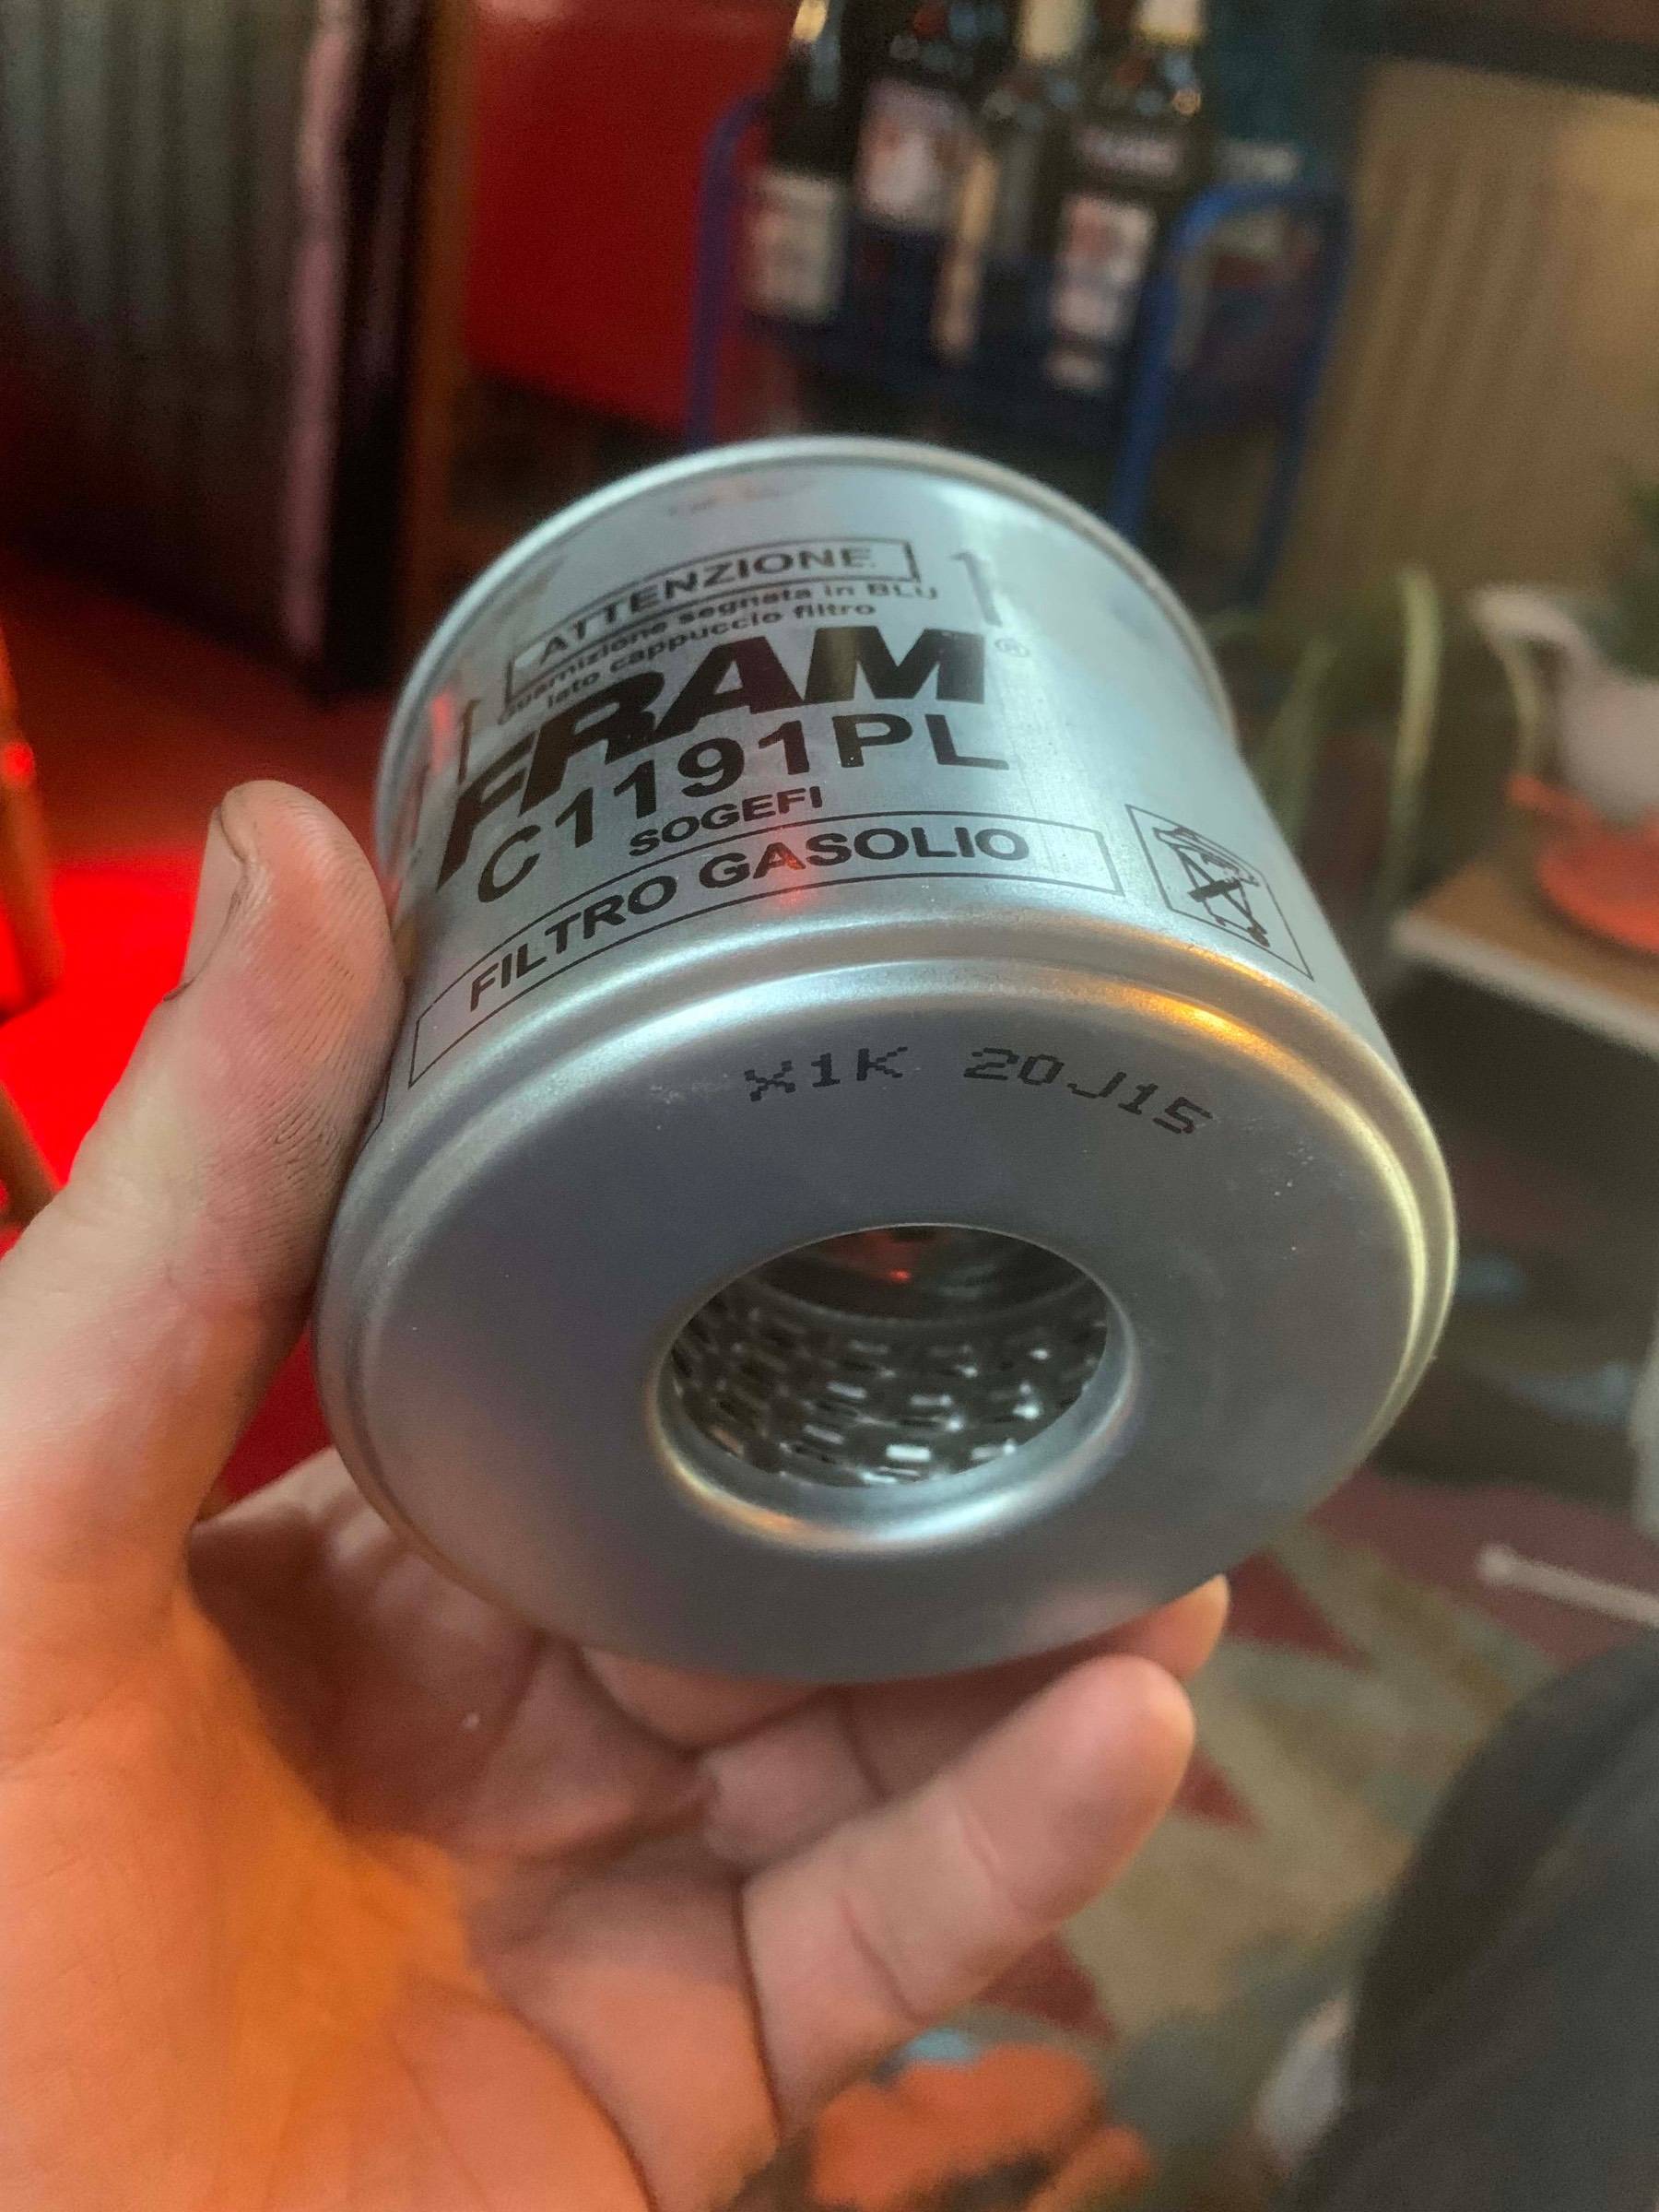 ATTENZIONE
Guarnizione segnata in BLU
lato cappuccio filtro
FRAM®
C1191PL
SOGEFI
FILTRO GASOLIO
X1K 20J15